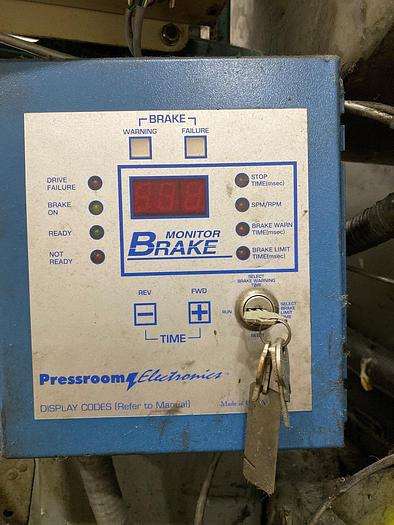 BRAKE
WARNING FAILURE
DRIVE
FAILURE
BRAKE
ON
READY
NOT
READY
STOP
TIME(msec)
SPM/RPM
BRAKE WARN
TIME(msec)
BRAKE LIMIT
TIME(msec)
MONITOR
BRAKE
REV FWD
- +
TIME
SELECT
BRAKE WARNING
TIME
RUN
SELECT
BRAKE
LIMIT
TIME
RESET
Pressroom Electronics
DISPLAY CODES (Refer to Manual)
Made in